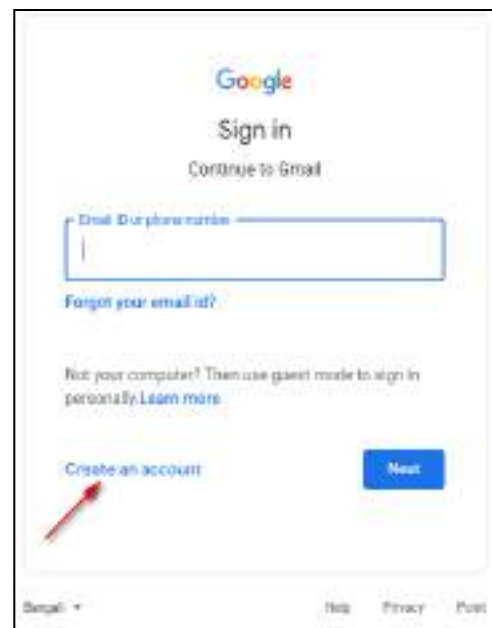 Google
Sign in
Continue to Gmail
Email ID or phone number
Forgot your email id?
Not your computer? Then use guest mode to sign in
personally. Learn more
Create an account
Next
Bengali
Help Privacy